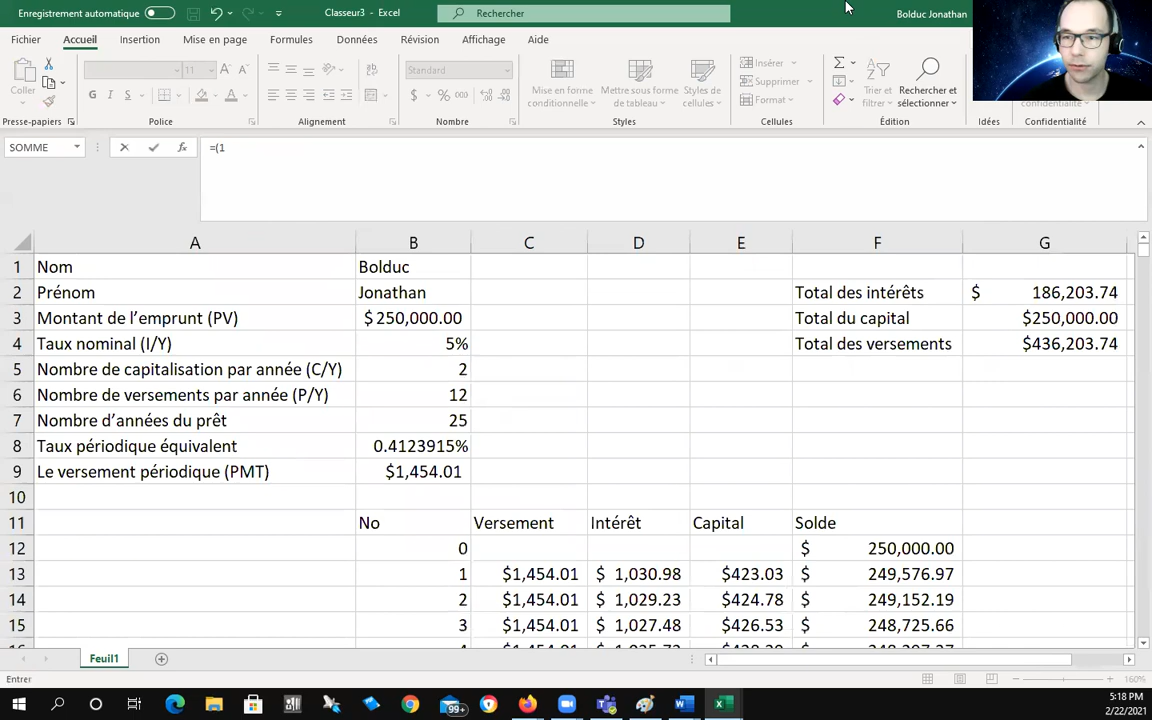 Enregistrement automatique
Classeur3 - Excel
Rechercher
Bolduc Jonathan
Fichier Accueil Insertion Mise en page Formules Données Révision Affichage Aide
Coller
Presse-papiers
11
G I S
Police
Alignement
Standard
$ % 000
Nombre
Mise en forme conditionnelle
Mettre sous forme de tableau
Styles de cellules
Styles
Insérer
Supprimer
Format
Cellules
Trier et filtrer
Rechercher et sélectionner
Édition
Idées
confidentialité
Confidentialité
SOMME
fx
=(1
A B C D E F G
1 Nom Bolduc
2 Prénom Jonathan Total des intérêts $ 186,203.74
3 Montant de l’emprunt (PV) $250,000.00 Total du capital $250,000.00
4 Taux nominal (I/Y) 5% Total des versements $436,203.74
5 Nombre de capitalisation par année (C/Y) 2
6 Nombre de versements par année (P/Y) 12
7 Nombre d’années du prêt 25
8 Taux périodique équivalent 0.4123915%
9 Le versement périodique (PMT) $1,454.01
10
11 No Versement Intérêt Capital Solde
12 0 $ 250,000.00
13 1 $1,454.01 $ 1,030.98 $423.03 $ 249,576.97
14 2 $1,454.01 $ 1,029.23 $424.78 $ 249,152.19
15 3 $1,454.01 $ 1,027.48 $426.53 $ 248,725.66
Feuil1
Entrer
160%
99+
5:18 PM
2/22/2021